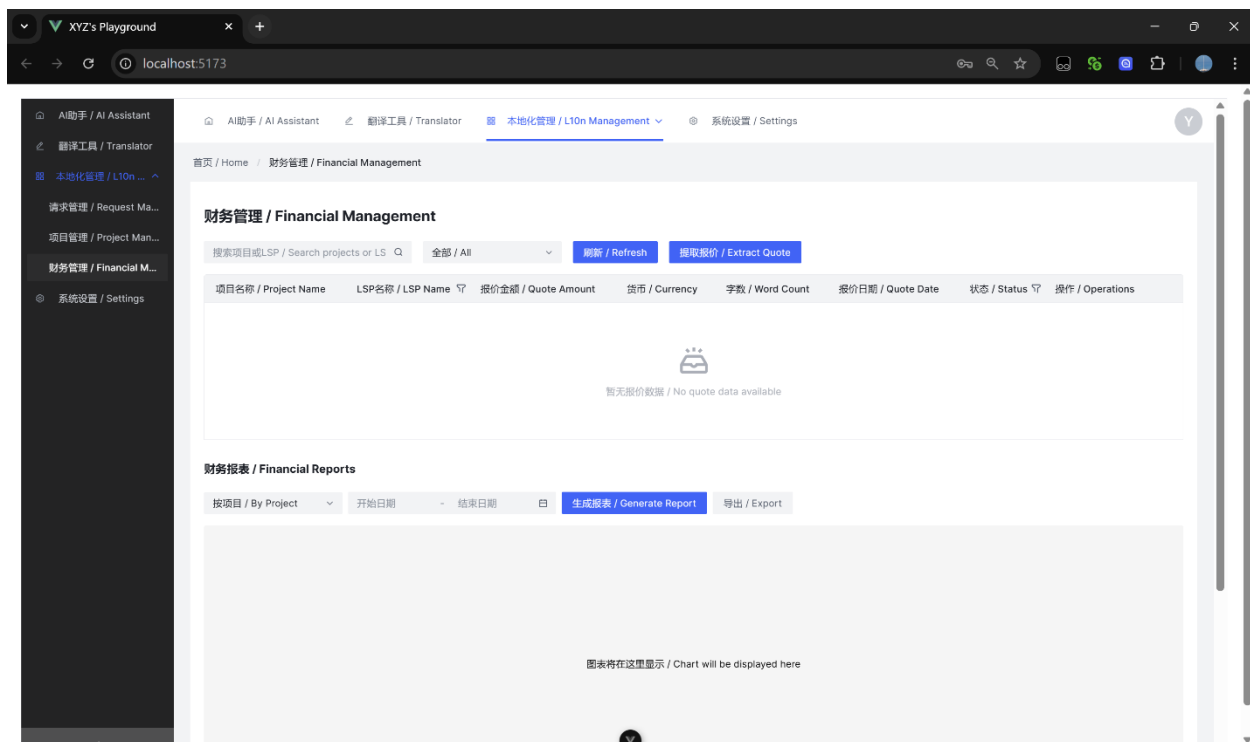 XYZ's Playground
localhost:5173
AI助手 / AI Assistant
翻译工具 / Translator
本地化管理 / L10n ...
请求管理 / Request Ma...
项目管理 / Project Man...
财务管理 / Financial M...
系统设置 / Settings
AI助手 / AI Assistant 翻译工具 / Translator 本地化管理 / L10n Management 系统设置 / Settings
Y
首页 / Home / 财务管理 / Financial Management
财务管理 / Financial Management
搜索项目或LSP / Search projects or LS 全部 / All 刷新 / Refresh 提取报价 / Extract Quote
项目名称 / Project Name LSP名称 / LSP Name 报价金额 / Quote Amount 货币 / Currency 字数 / Word Count 报价日期 / Quote Date 状态 / Status 操作 / Operations
暂无报价数据 / No quote data available
财务报表 / Financial Reports
按项目 / By Project 开始日期 - 结束日期 生成报表 / Generate Report 导出 / Export
图表将在这里显示 / Chart will be displayed here